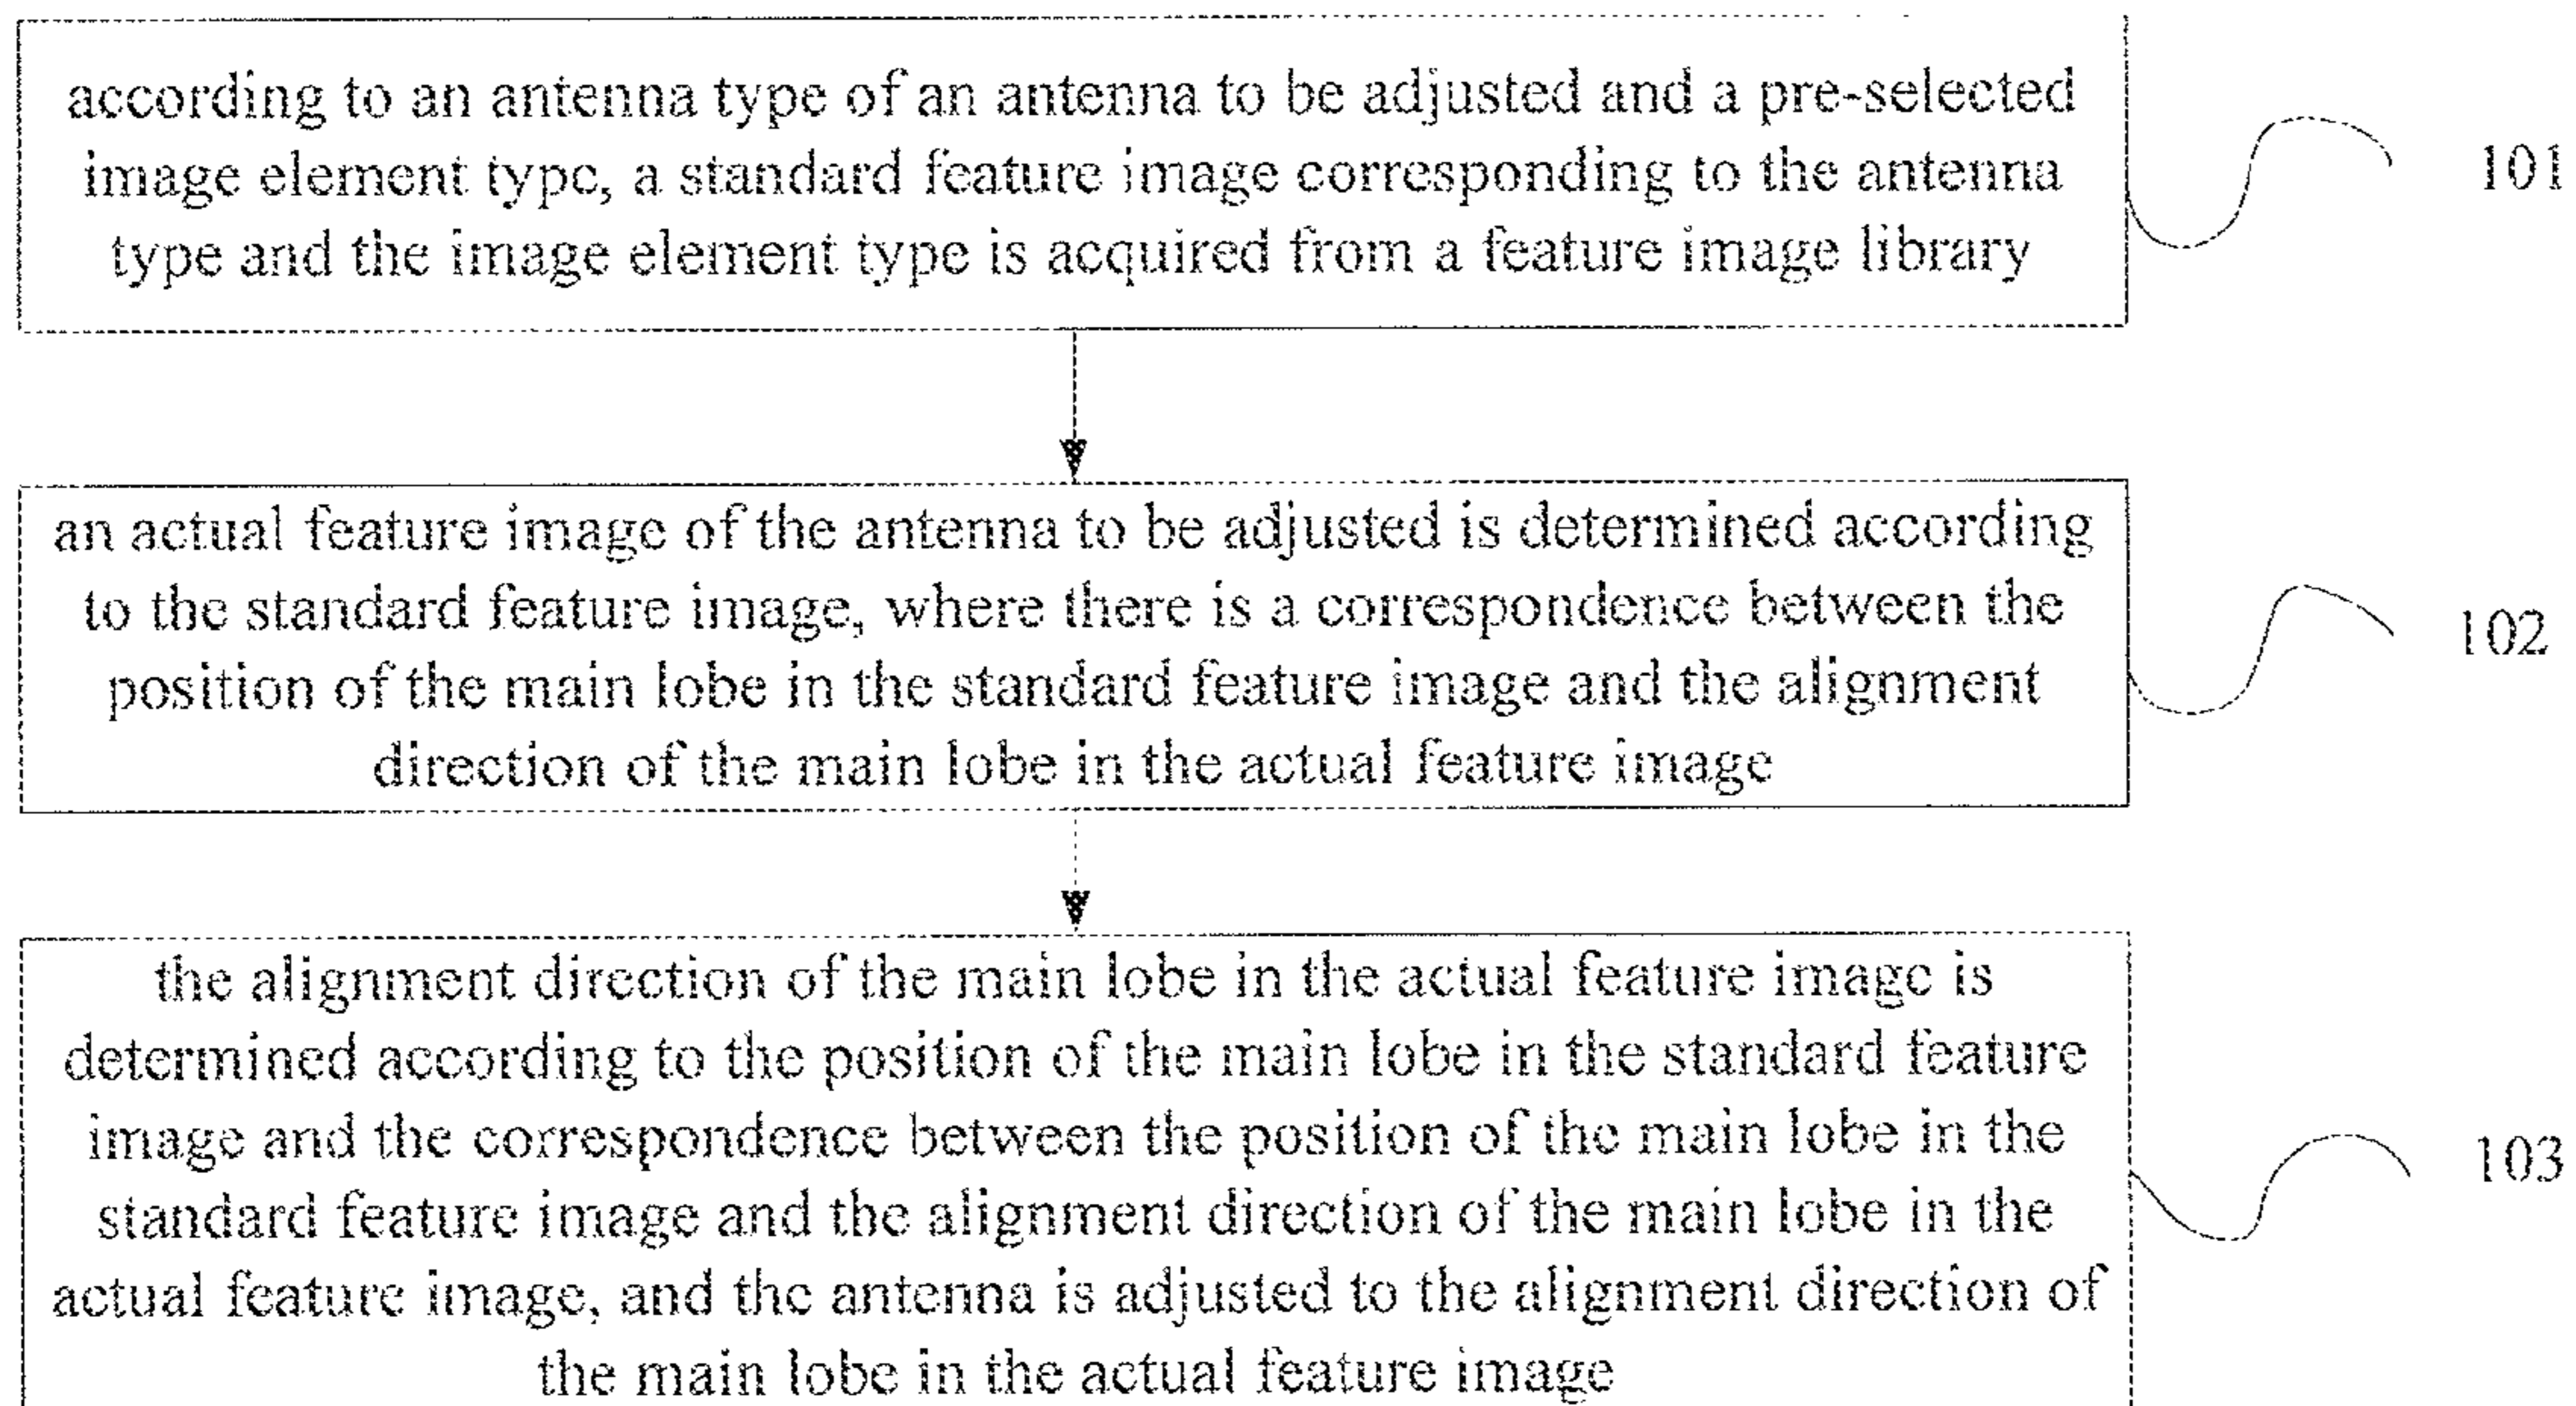 according to an antenna type of an antenna to be adjusted and a pre-selected
image element type, a standard feature image corresponding to the antenna
type and the image element type is acquired from a feature image library
101
an actual feature image of the antenna to be adjusted is determined according
to the standard feature image, where there is a correspondence between the
position of the main lobe in the standard feature image and the alignment
direction of the main lobe in the actual feature image
102
the alignment direction of the main lobe in the actual feature image is
determined according to the position of the main lobe in the standard feature
image and the correspondence between the position of the main lobe in the
standard feature image and the alignment direction of the main lobe in the
actual feature image, and the antenna is adjusted to the alignment direction of
the main lobe in the actual feature image
103